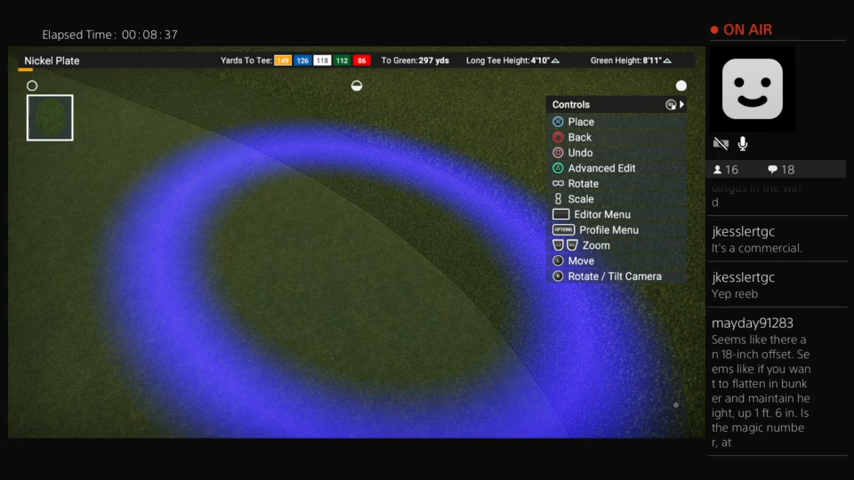 Elapsed Time: 00:08:37
ON AIR
Nickel Plate
Yards To Tee: 149 126 118 112 86 To Green: 297 yds Long Tee Height: 4'10" Green Height: 8'11"
Controls
Place
Back
Undo
Advanced Edit
Rotate
Scale
Editor Menu
OPTIONS Profile Menu
Zoom
Move
Rotate / Tilt Camera
16 18
dingus in the win
d
jkesslertgc
It's a commercial.
jkesslertgc
Yep reeb
mayday91283
Seems like there a
n 18-inch offset. Se
ems like if you wan
t to flatten in bunk
er and maintain he
ight, up 1 ft. 6 in. Is
the magic numbe
r, at